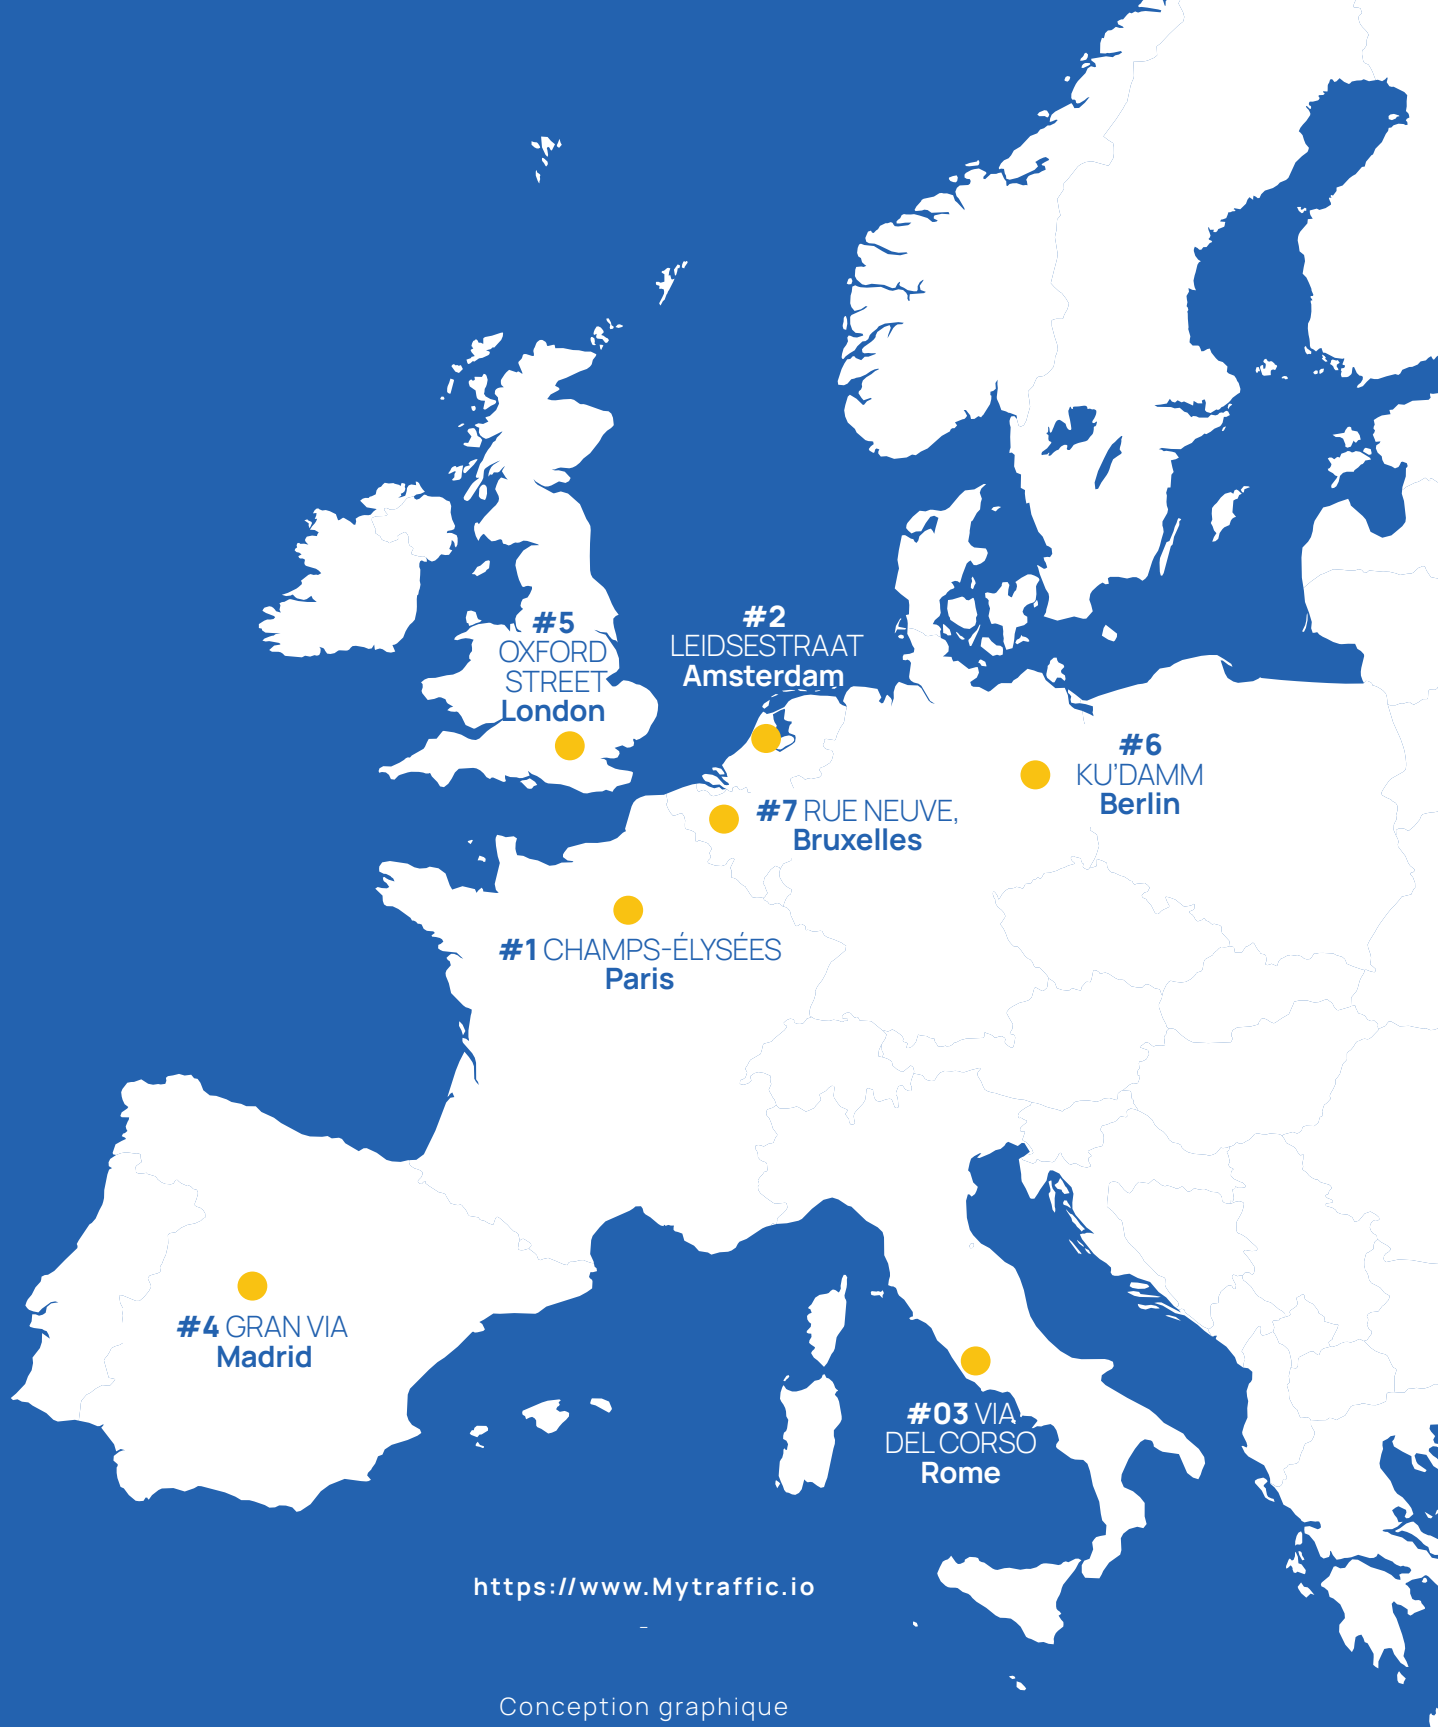 #5
OXFORD
STREET
London
#2
LEIDSESTRAAT
Amsterdam
#6
KU'DAMM
Berlin
#7 RUE NEUVE,
Bruxelles
#1 CHAMPS-ÉLYSÉES
Paris
#4 GRAN VIA
Madrid
#03 VIA
DEL CORSO
Rome
https://www.Mytraffic.io
–
Conception graphique